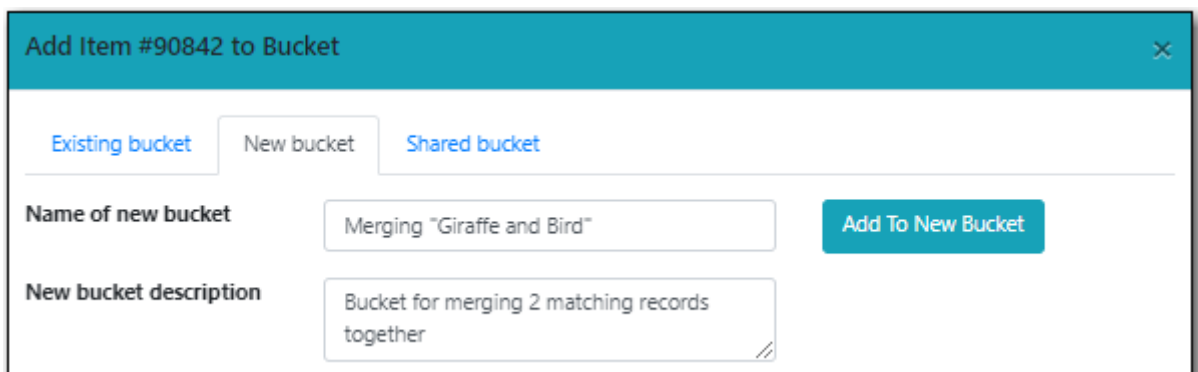 Add Item #90842 to Bucket ×
Existing bucket New bucket Shared bucket
Name of new bucket Merging "Giraffe and Bird" Add To New Bucket
New bucket description Bucket for merging 2 matching records
together